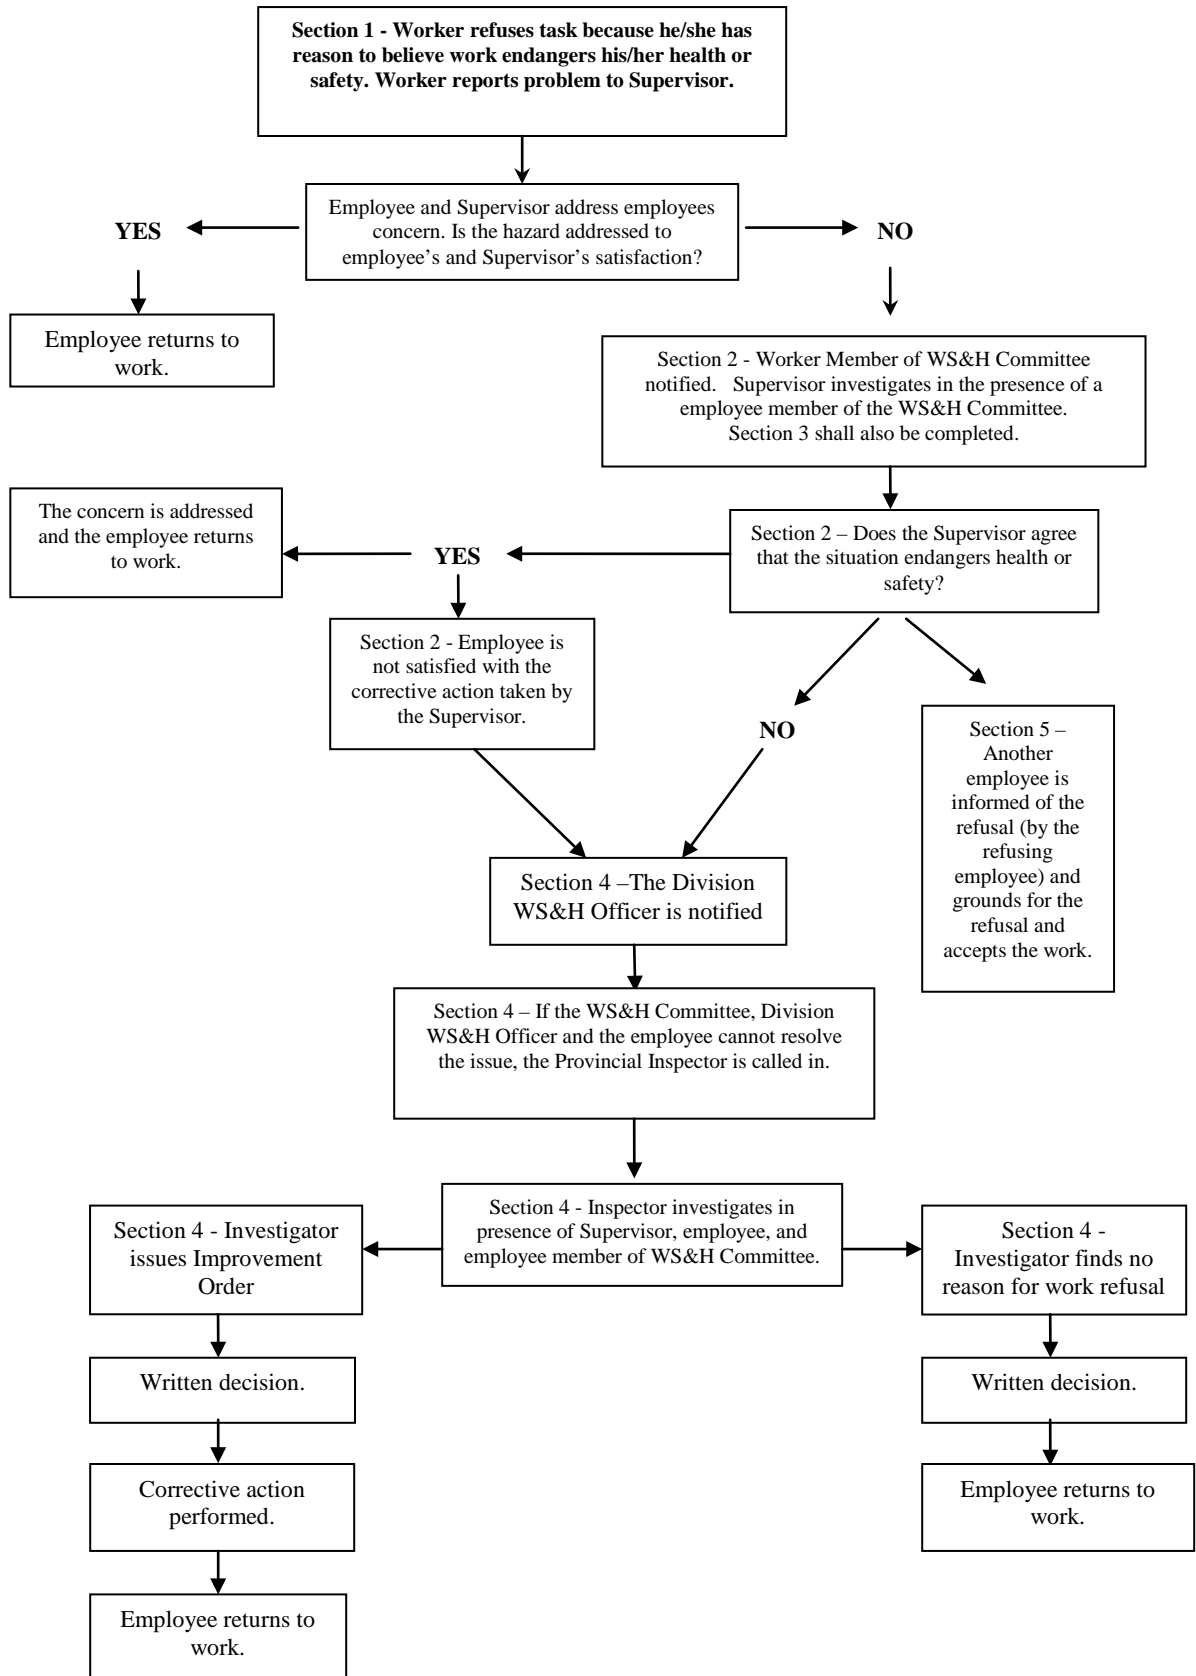 Section 1 - Worker refuses task because he/she has
reason to believe work endangers his/her health or
safety. Worker reports problem to Supervisor.
Employee and Supervisor address employees
concern. Is the hazard addressed to
employee’s and Supervisor’s satisfaction?
YES
NO
Employee returns to
work.
Section 2 - Worker Member of WS&H Committee
notified.   Supervisor investigates in the presence of a
employee member of the WS&H Committee.
Section 3 shall also be completed.
The concern is addressed
and the employee returns
to work.
YES
Section 2 – Does the Supervisor agree
that the situation endangers health or
safety?
Section 2 - Employee is
not satisfied with the
corrective action taken by
the Supervisor.
NO
Section 5 –
Another
employee is
informed of the
refusal (by the
refusing
employee) and
grounds for the
refusal and
accepts the work.
Section 4 –The Division
WS&H Officer is notified
Section 4 – If the WS&H Committee, Division
WS&H Officer and the employee cannot resolve
the issue, the Provincial Inspector is called in.
Section 4 - Inspector investigates in
presence of Supervisor, employee, and
employee member of WS&H Committee.
Section 4 - Investigator
issues Improvement
Order
Section 4 -
Investigator finds no
reason for work refusal
Written decision.
Written decision.
Corrective action
performed.
Employee returns to
work.
Employee returns to
work.